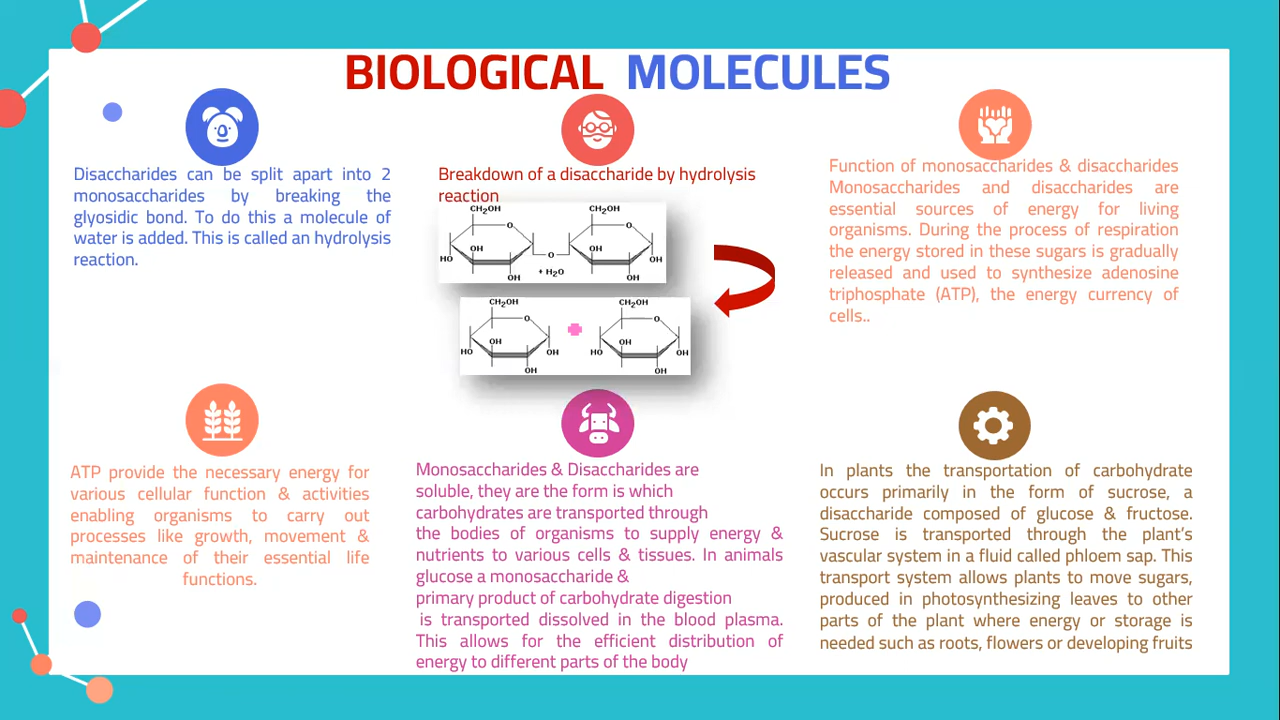 BIOLOGICAL MOLECULES
Disaccharides can be split apart into 2
monosaccharides by breaking the
glyosidic bond. To do this a molecule of
water is added. This is called an hydrolysis
reaction.
Breakdown of a disaccharide by hydrolysis
reaction
CH2OH CH2OH
O O
OH OH
HO O OH
OH + H2O OH
CH2OH CH2OH
O O
OH OH
HO OH HO OH
OH OH
Function of monosaccharides & disaccharides
Monosaccharides and disaccharides are
essential sources of energy for living
organisms. During the process of respiration
the energy stored in these sugars is gradually
released and used to synthesize adenosine
triphosphate (ATP), the energy currency of
cells..
ATP provide the necessary energy for
various cellular function & activities
enabling organisms to carry out
processes like growth, movement &
maintenance of their essential life
functions.
Monosaccharides & Disaccharides are
soluble, they are the form is which
carbohydrates are transported through
the bodies of organisms to supply energy &
nutrients to various cells & tissues. In animals
glucose a monosaccharide &
primary product of carbohydrate digestion
is transported dissolved in the blood plasma.
This allows for the efficient distribution of
energy to different parts of the body
In plants the transportation of carbohydrate
occurs primarily in the form of sucrose, a
disaccharide composed of glucose & fructose.
Sucrose is transported through the plant's
vascular system in a fluid called phloem sap. This
transport system allows plants to move sugars,
produced in photosynthesizing leaves to other
parts of the plant where energy or storage is
needed such as roots, flowers or developing fruits